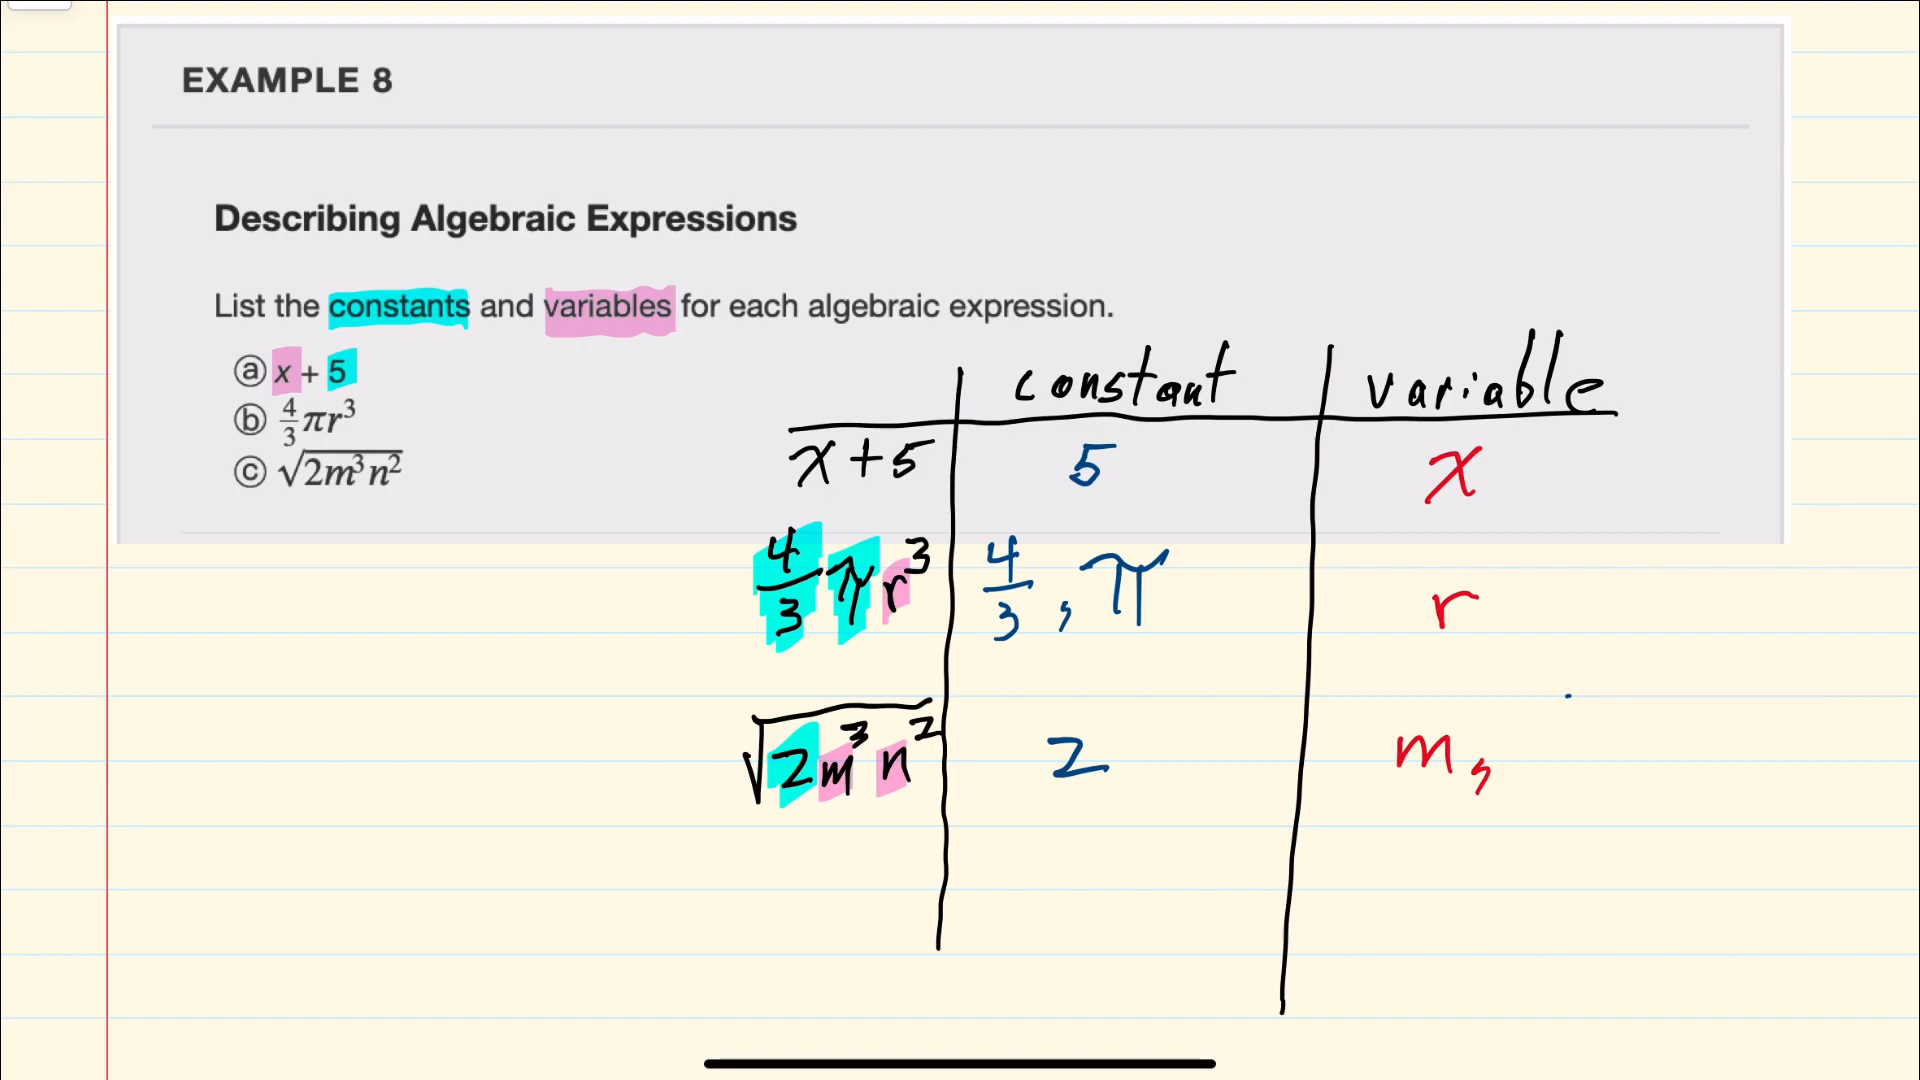 EXAMPLE 8
Describing Algebraic Expressions
List the constants and variables for each algebraic expression.
ⓐ x + 5
ⓑ 4/3 πr³
ⓒ √2m³n²
constant variable
x + 5 5 x
4/3 π r³ 4/3 , π r
√2m³n² 2 m,